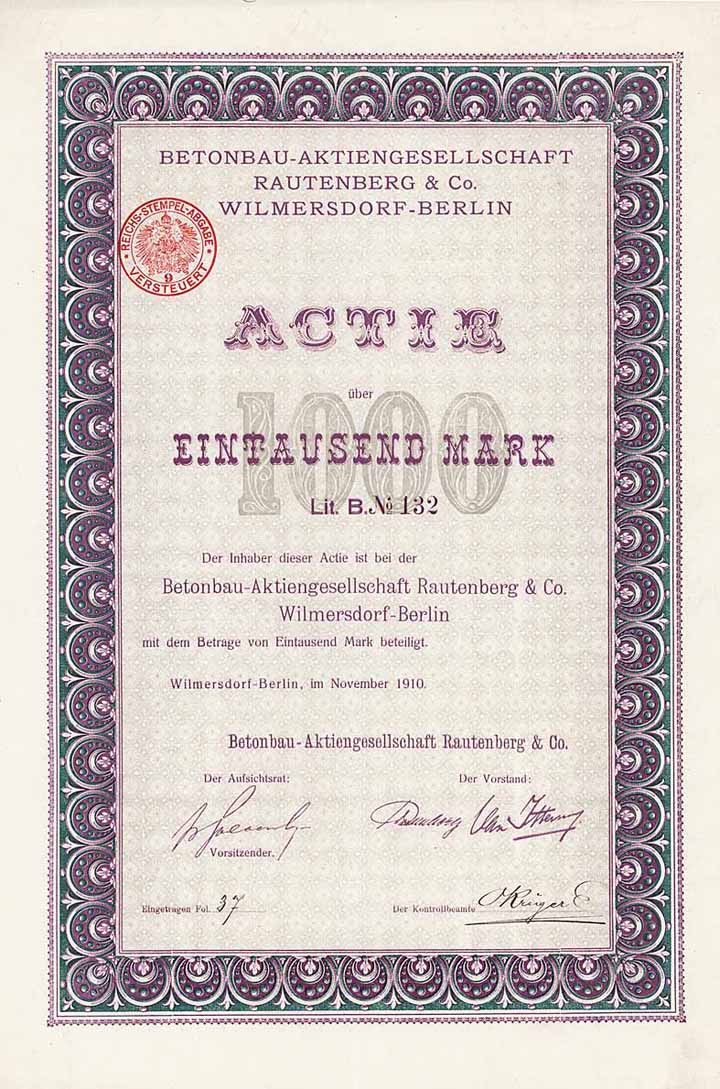 BETONBAU-AKTIENGESELLSCHAFT
RAUTENBERG & Co.
WILMERSDORF-BERLIN
REICHS-STEMPEL-ABGABE
9
VERSTEUERT
ACTIE
über
1000
EINTAUSEND MARK
Lit. B. No 132
Der Inhaber dieser Actie ist bei der
Betonbau-Aktiengesellschaft Rautenberg & Co.
Wilmersdorf-Berlin
mit dem Betrage von Eintausend Mark beteiligt.
Wilmersdorf-Berlin, im November 1910.
Betonbau-Aktiengesellschaft Rautenberg & Co.
Der Aufsichtsrat:
Der Vorstand:
Vorsitzender.
Eingetragen Fol. 37
Der Kontrollbeamte OKrüger